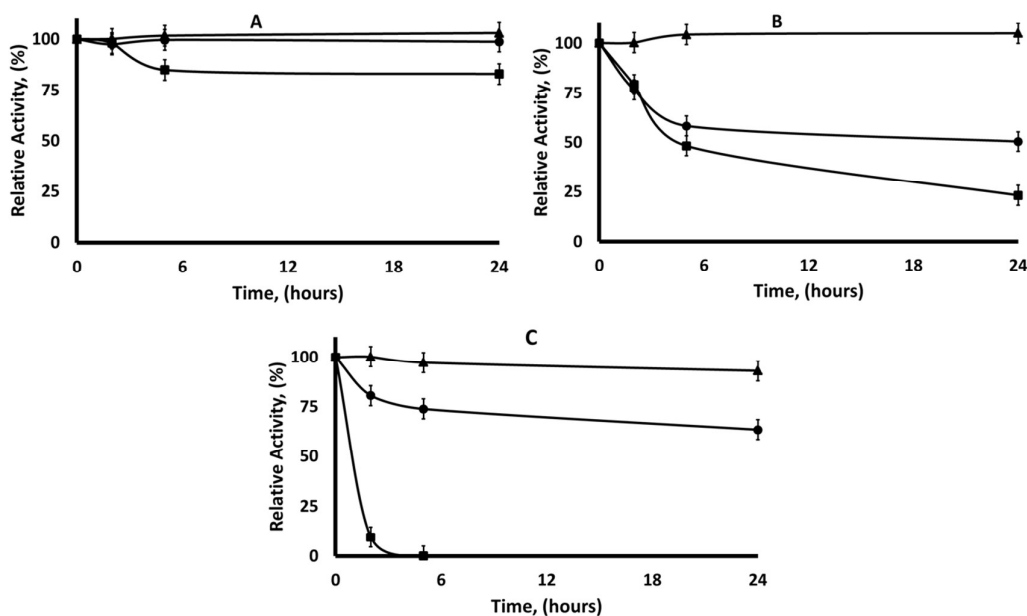 A
Relative Activity, (%)
100
75
50
25
0
0 6 12 18 24
Time, (hours)
B
Relative Activity, (%)
100
75
50
25
0
0 6 12 18 24
Time, (hours)
C
Relative Activity, (%)
100
75
50
25
0
0 6 12 18 24
Time, (hours)